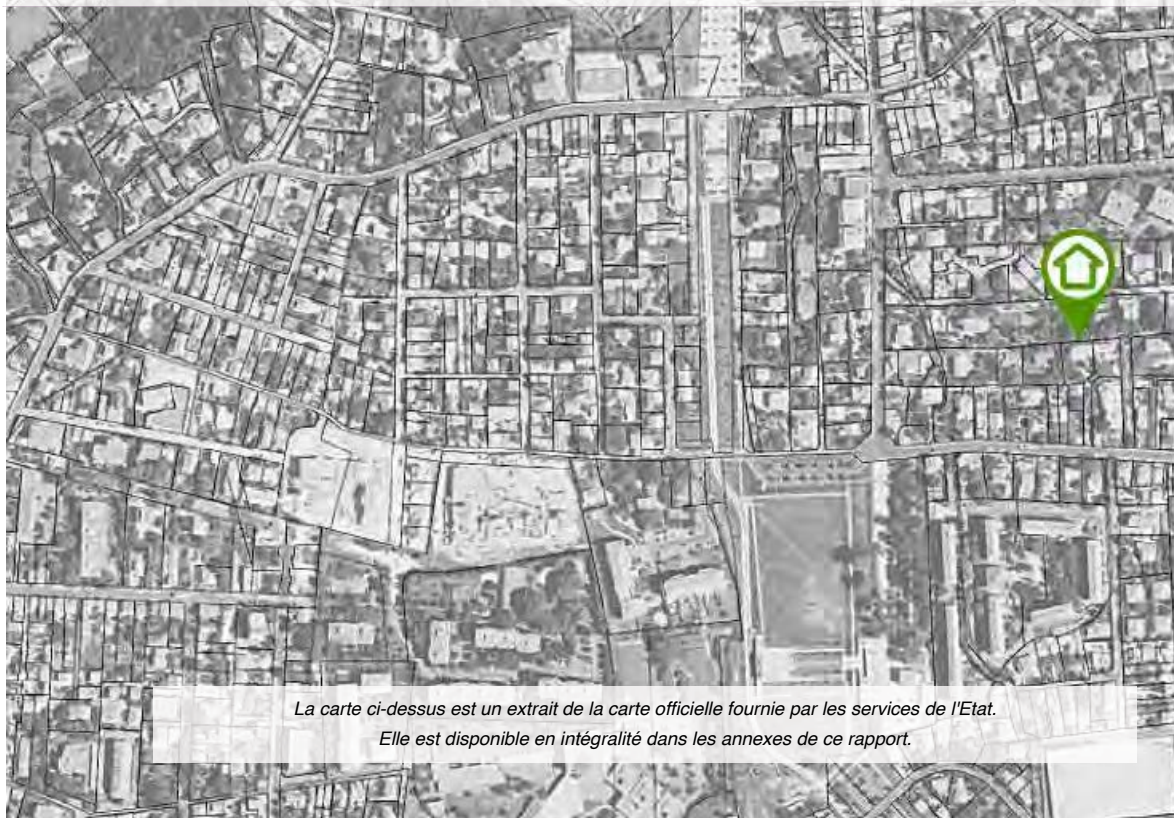 La carte ci-dessus est un extrait de la carte officielle fournie par les services de l'Etat.
Elle est disponible en intégralité dans les annexes de ce rapport.